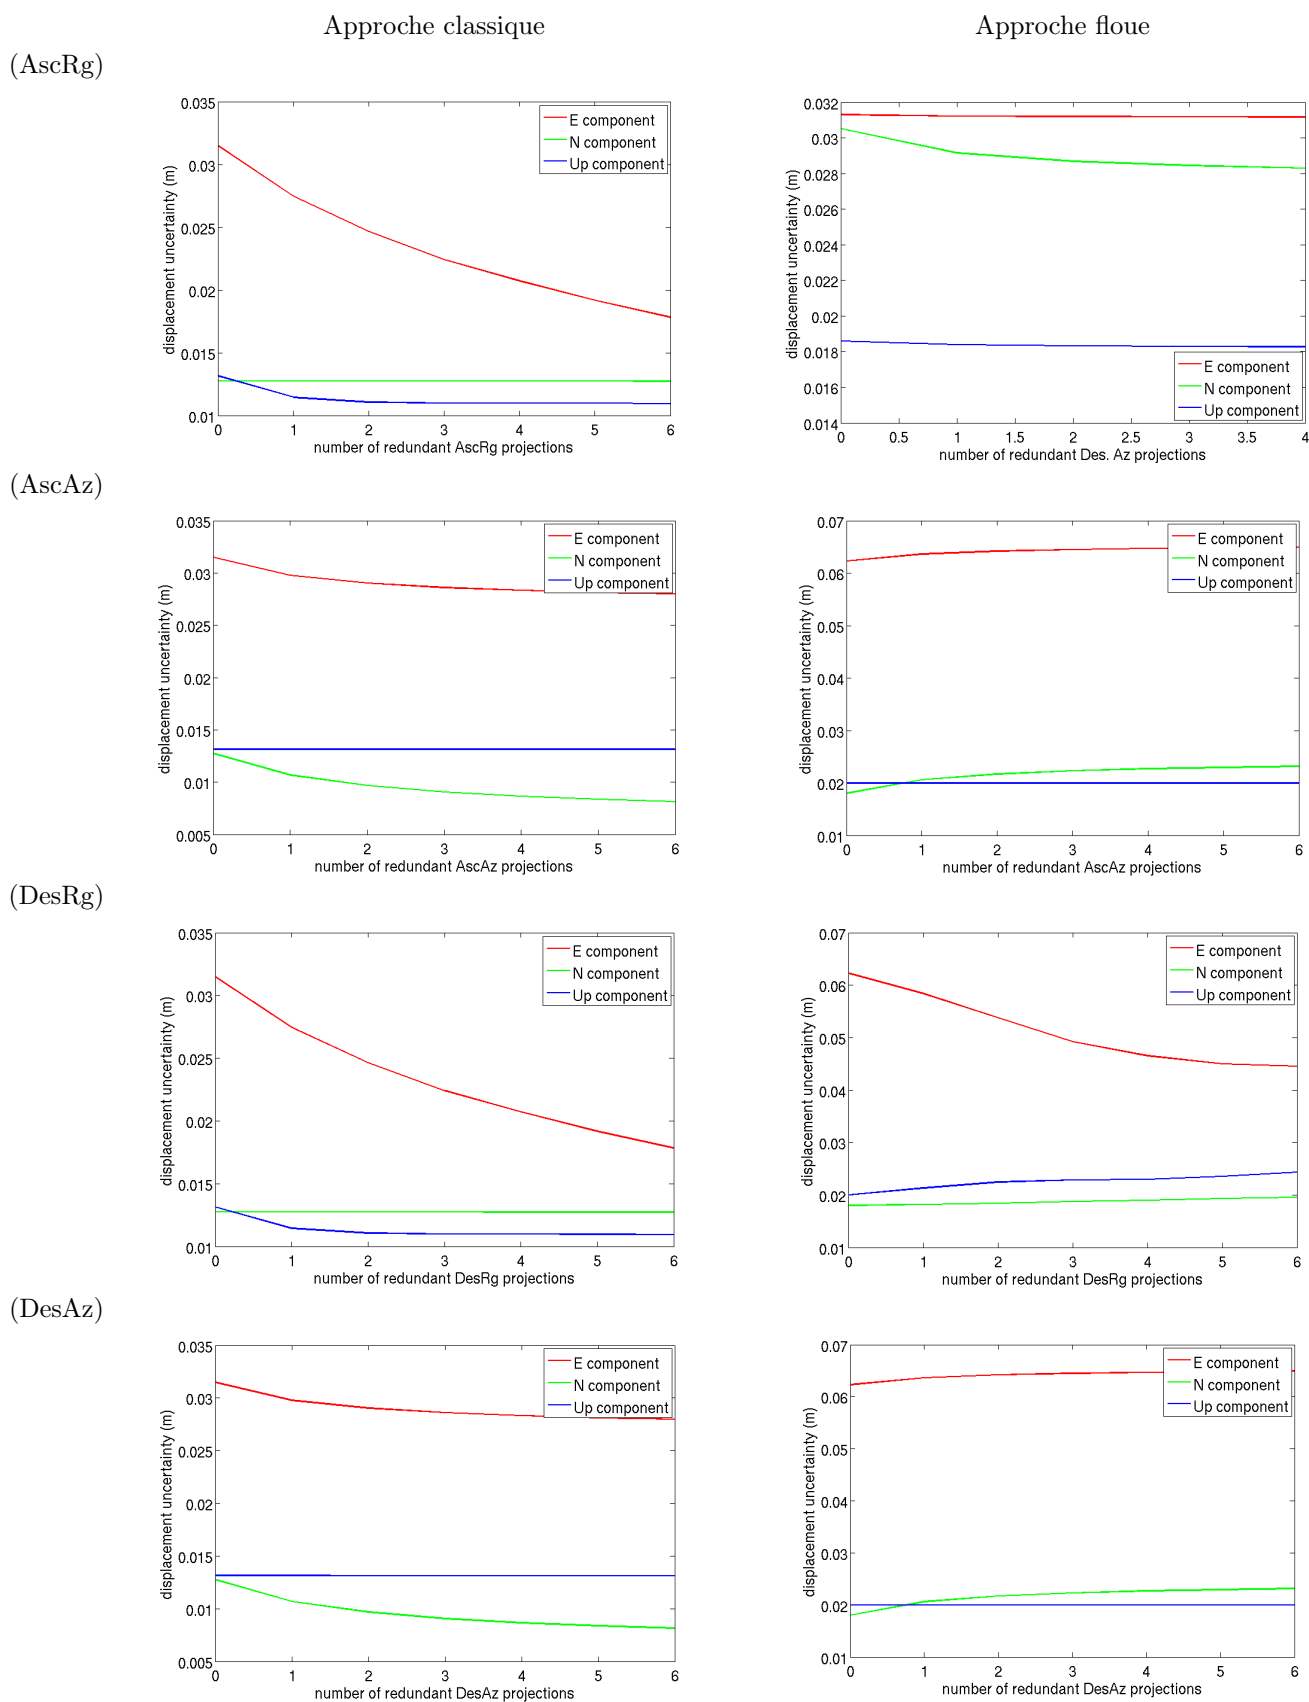 Approche classique Approche floue
(AscRg)
0.035
0.03
0.025
0.02
0.015
0.01
displacement uncertainty (m)
E component
N component
Up component
0 1 2 3 4 5 6
number of redundant AscRg projections
0.032
0.03
0.028
0.026
0.024
0.022
0.02
0.018
0.016
0.014
displacement uncertainty (m)
E component
N component
Up component
0 0.5 1 1.5 2 2.5 3 3.5 4
number of redundant Des. Az projections
(AscAz)
0.035
0.03
0.025
0.02
0.015
0.01
0.005
displacement uncertainty (m)
E component
N component
Up component
0 1 2 3 4 5 6
number of redundant AscAz projections
0.07
0.06
0.05
0.04
0.03
0.02
0.01
displacement uncertainty (m)
E component
N component
Up component
0 1 2 3 4 5 6
number of redundant AscAz projections
(DesRg)
0.035
0.03
0.025
0.02
0.015
0.01
displacement uncertainty (m)
E component
N component
Up component
0 1 2 3 4 5 6
number of redundant DesRg projections
0.07
0.06
0.05
0.04
0.03
0.02
0.01
displacement uncertainty (m)
E component
N component
Up component
0 1 2 3 4 5 6
number of redundant DesRg projections
(DesAz)
0.035
0.03
0.025
0.02
0.015
0.01
0.005
displacement uncertainty (m)
E component
N component
Up component
0 1 2 3 4 5 6
number of redundant DesAz projections
0.07
0.06
0.05
0.04
0.03
0.02
0.01
displacement uncertainty (m)
E component
N component
Up component
0 1 2 3 4 5 6
number of redundant DesAz projections